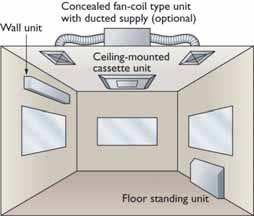 Concealed fan-coil type unit
with ducted supply (optional)
Wall unit
Ceiling-mounted
cassette unit
Floor standing unit